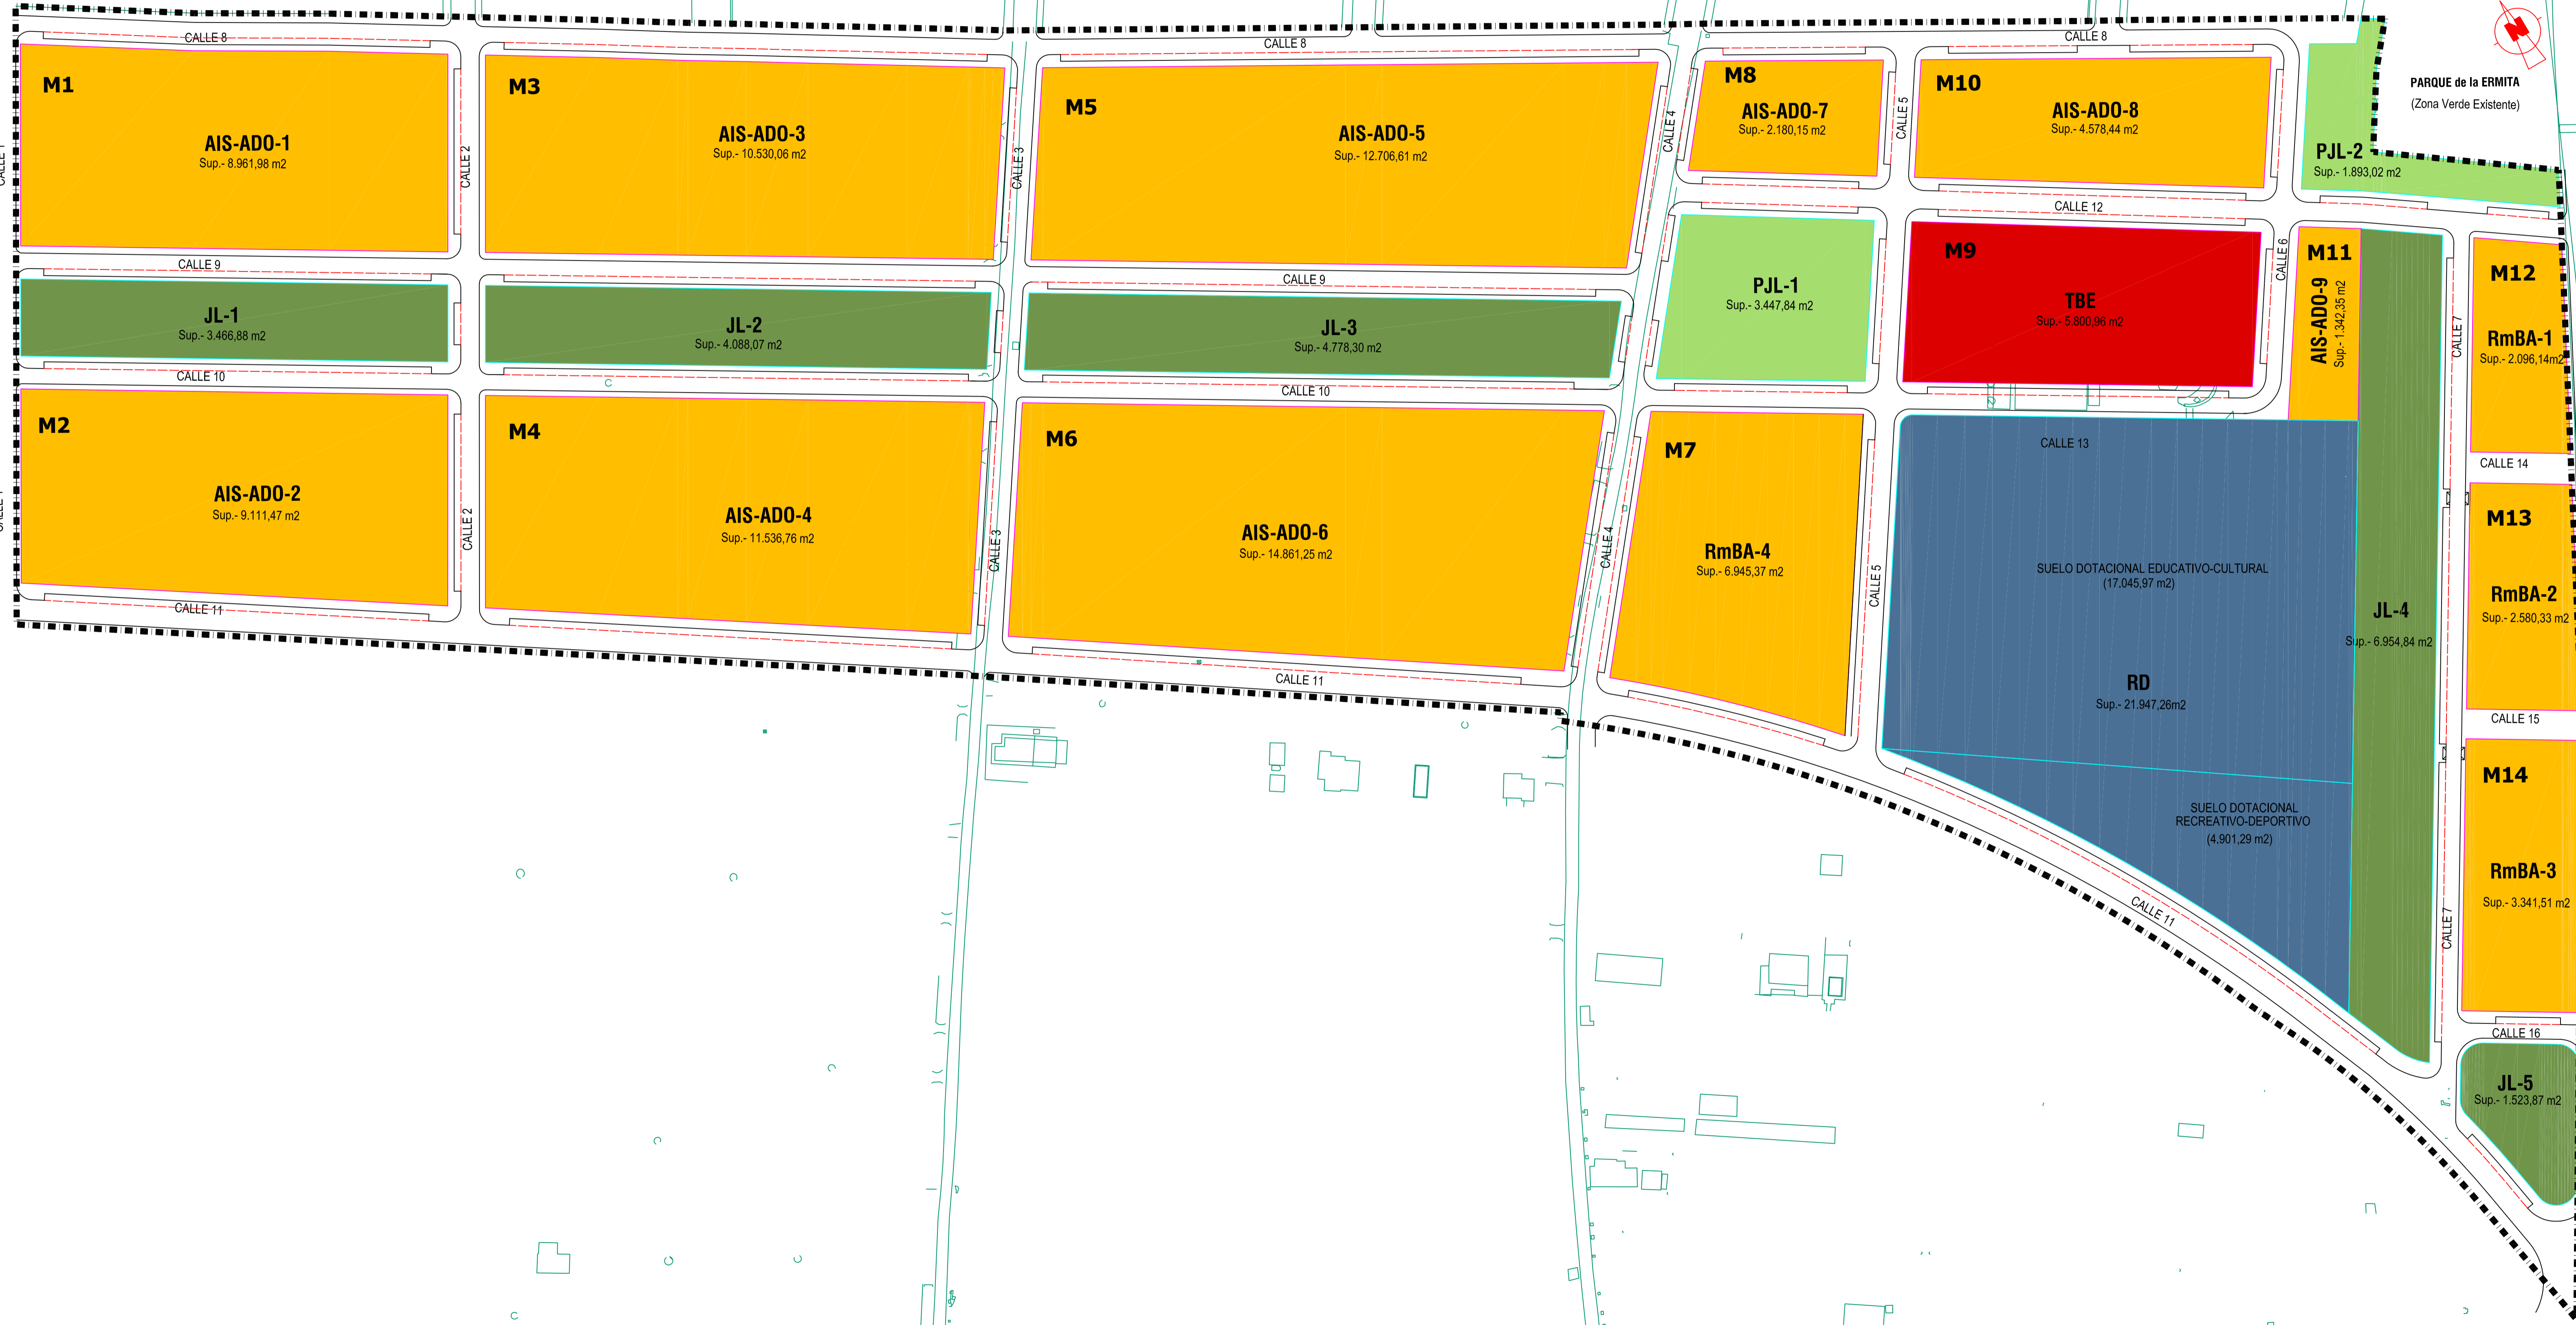 CALLE 8
CALLE 8
CALLE 8
N
M1
AIS-ADO-1
Sup.- 8.961,98 m2
CALLE 2
M3
AIS-ADO-3
Sup.- 10.530,06 m2
CALLE 3
M5
AIS-ADO-5
Sup.- 12.706,61 m2
CALLE 4
M8
AIS-ADO-7
Sup.- 2.180,15 m2
CALLE 5
M10
AIS-ADO-8
Sup.- 4.578,44 m2
PARQUE de la ERMITA
(Zona Verde Existente)
PJL-2
Sup.- 1.893,02 m2
CALLE 12
CALLE 9
CALLE 9
JL-1
Sup.- 3.466,88 m2
JL-2
Sup.- 4.088,07 m2
JL-3
Sup.- 4.778,30 m2
PJL-1
Sup.- 3.447,84 m2
M9
TBE
Sup.- 5.800,96 m2
CALLE 6
M11
AIS-ADO-9
Sup.- 1.342,35 m2
CALLE 7
M12
RmBA-1
Sup.- 2.096,14m2
CALLE 10
CALLE 10
M2
AIS-ADO-2
Sup.- 9.111,47 m2
CALLE 2
M4
AIS-ADO-4
Sup.- 11.536,76 m2
CALLE 3
M6
AIS-ADO-6
Sup.- 14.861,25 m2
CALLE 4
M7
RmBA-4
Sup.- 6.945,37 m2
CALLE 5
CALLE 13
SUELO DOTACIONAL EDUCATIVO-CULTURAL
(17.045,97 m2)
RD
Sup.- 21.947,26m2
SUELO DOTACIONAL
RECREATIVO-DEPORTIVO
(4.901,29 m2)
JL-4
Sup.- 6.954,84 m2
CALLE 14
M13
RmBA-2
Sup.- 2.580,33 m2
CALLE 15
M14
RmBA-3
Sup.- 3.341,51 m2
CALLE 7
CALLE 11
CALLE 11
CALLE 11
CALLE 16
JL-5
Sup.- 1.523,87 m2